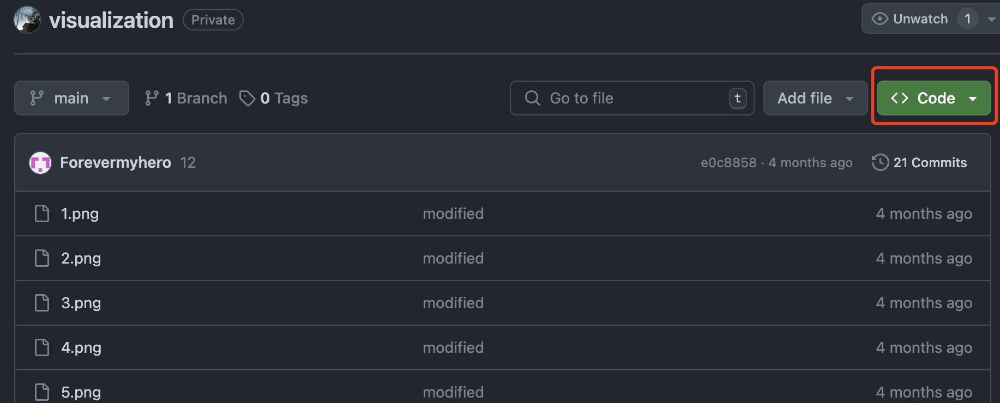 visualization Private Unwatch 1
main 1 Branch 0 Tags Go to file t Add file <> Code
Forevermyhero 12 e0c8858 · 4 months ago 21 Commits
1.png modified 4 months ago
2.png modified 4 months ago
3.png modified 4 months ago
4.png modified 4 months ago
5.png modified 4 months ago